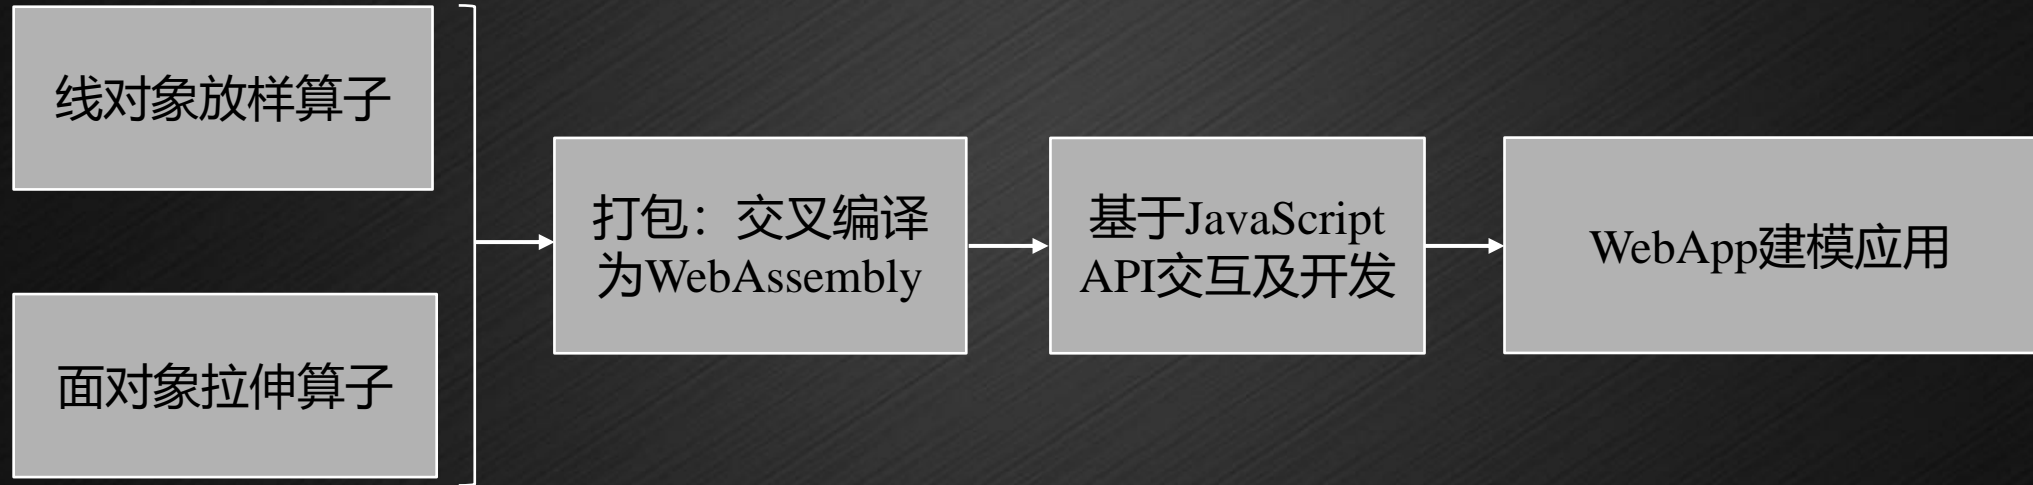 线对象放样算子
面对象拉伸算子
打包：交叉编译
为WebAssembly
基于JavaScript
API交互及开发
WebApp建模应用